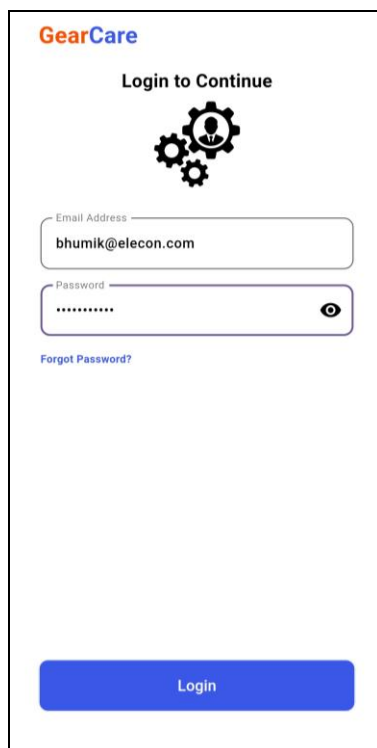 GearCare
Login to Continue
Email Address
bhumik@elecon.com
Password
•••••••••••
Forgot Password?
Login